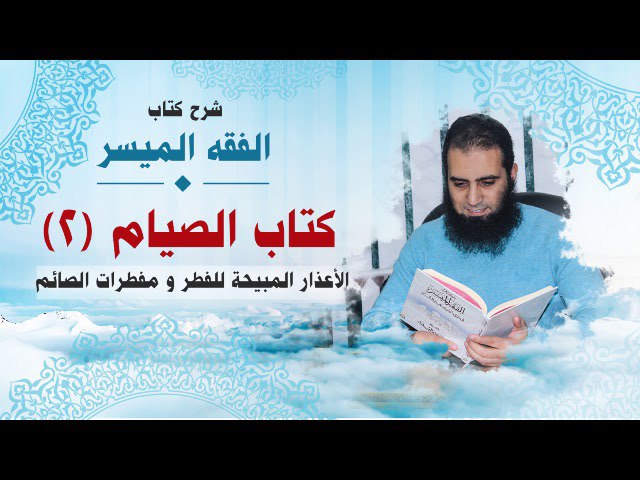 شرح كتاب
الفقه الميسر
كتاب الصيام (٢)
الأعذار المبيحة للفطر و مفطرات الصائم